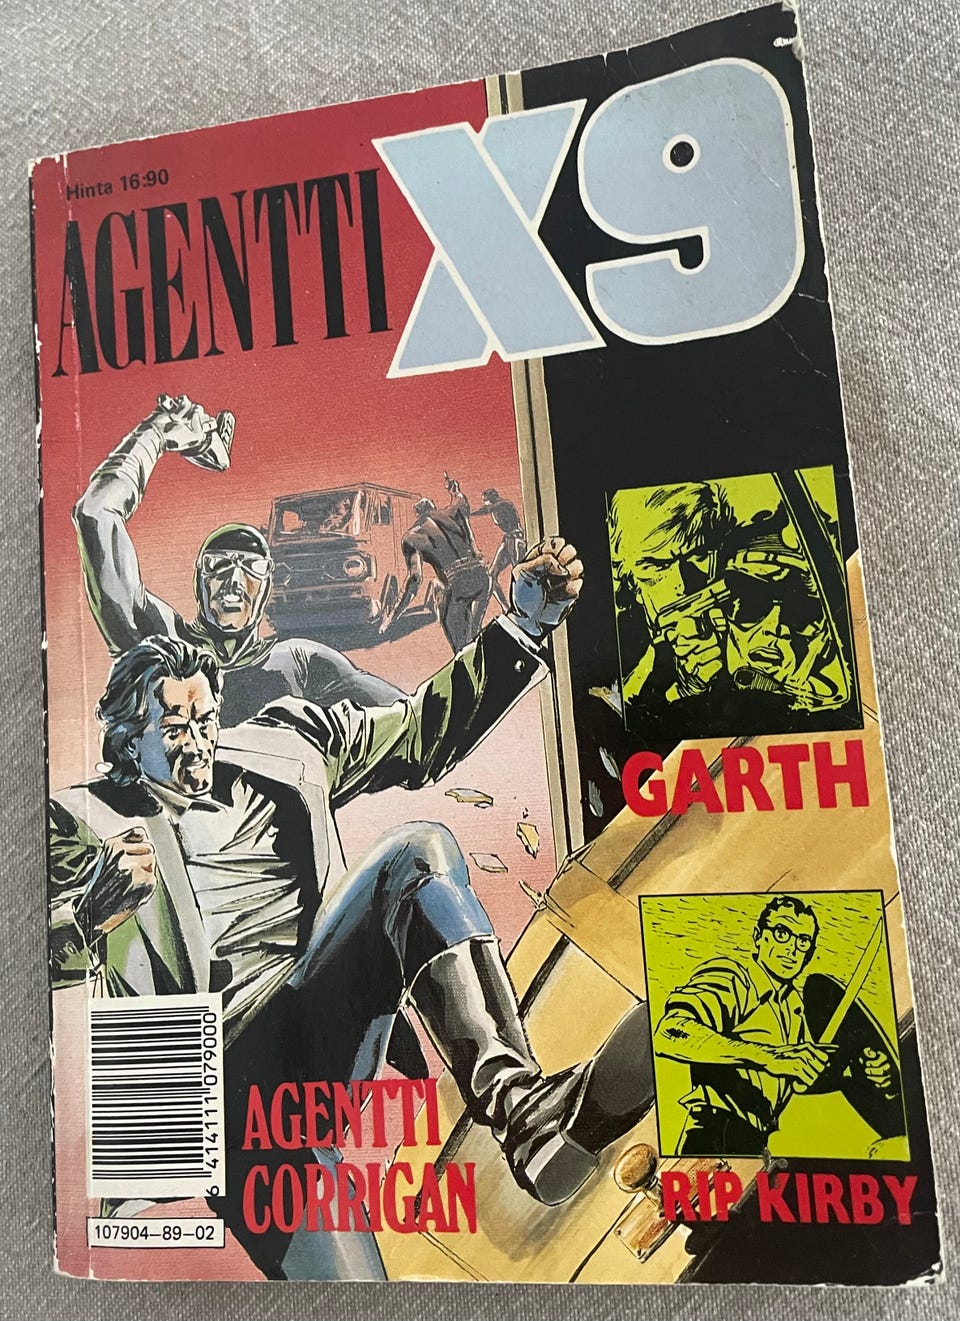 Hinta 16:90
AGENTTI X9
GARTH
RIP KIRBY
AGENTTI
CORRIGAN
6 414111 079000
107904-89-02